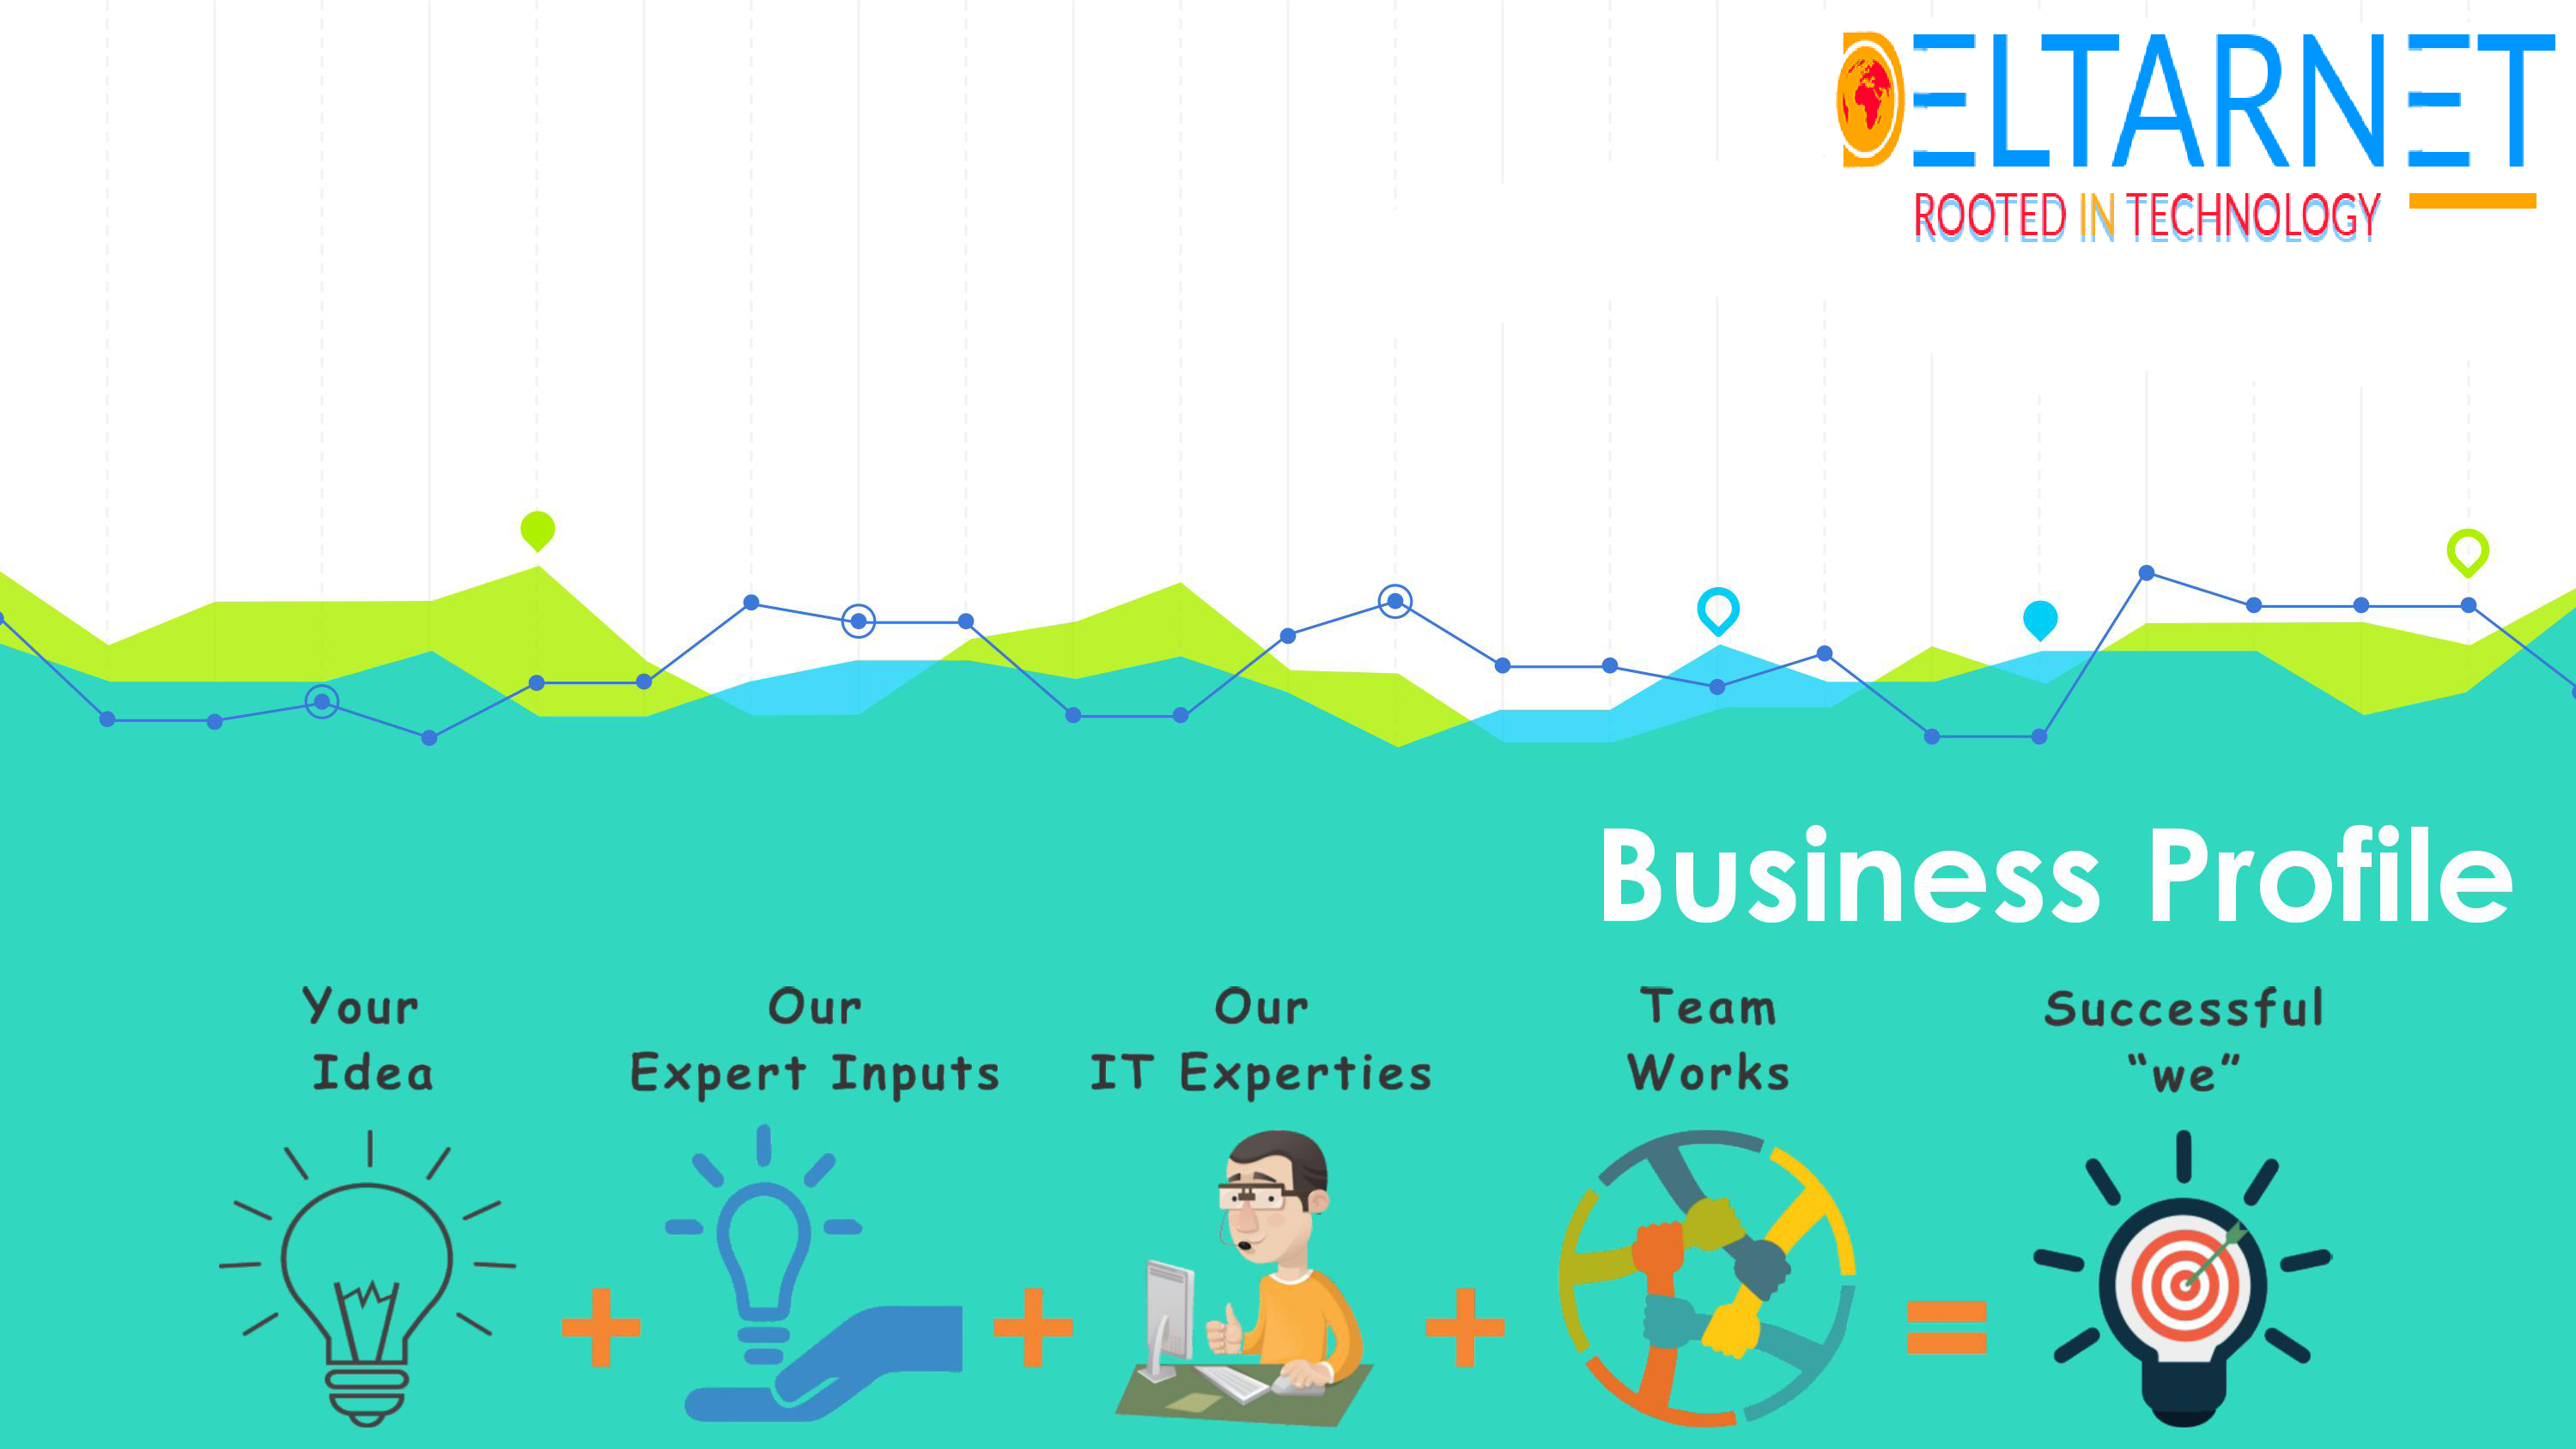 DELTARNET
ROOTED IN TECHNOLOGY
Business Profile
Your
Idea
Our
Expert Inputs
Our
IT Experties
Team
Works
Successful
“we”